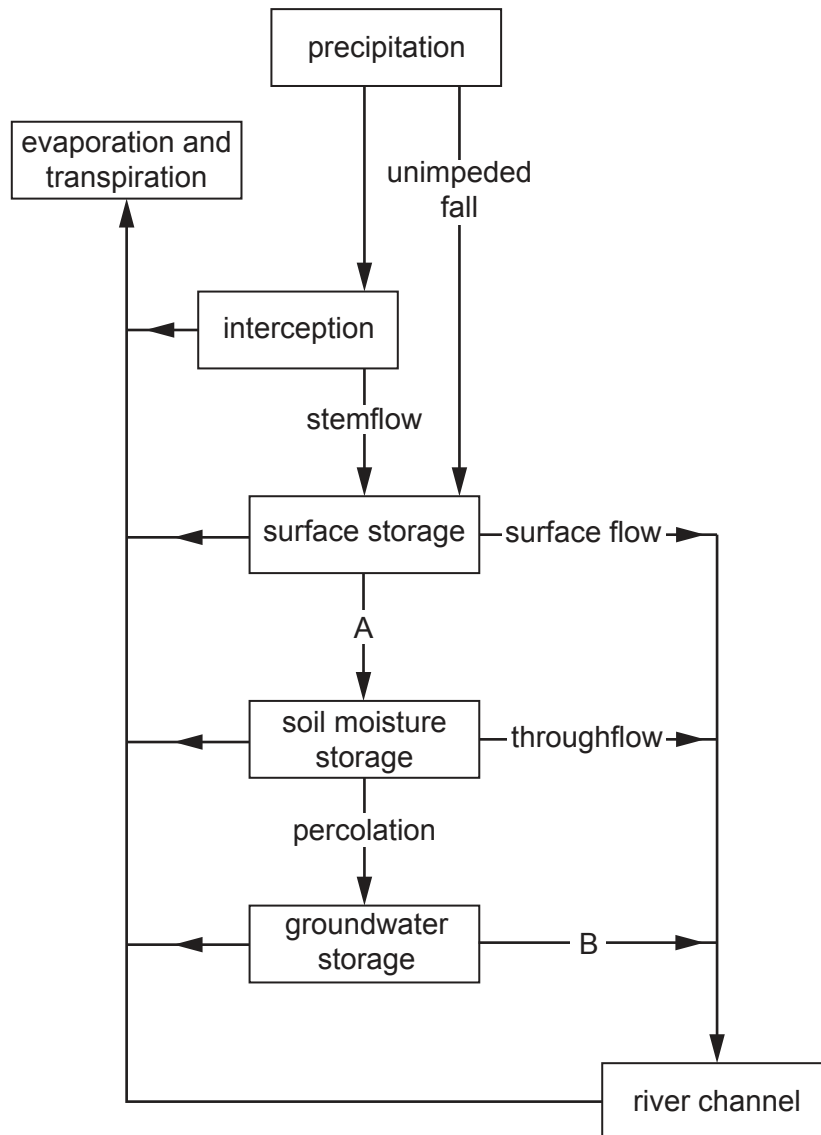 precipitation
evaporation and
transpiration
unimpeded
fall
interception
stemflow
surface storage
surface flow
A
soil moisture
storage
throughflow
percolation
groundwater
storage
B
river channel